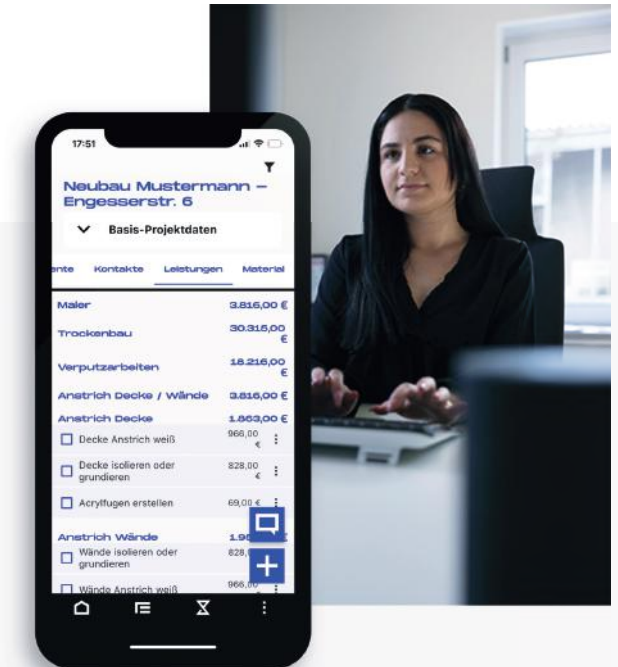 17:51
Neubau Mustermann –
Engesserstr. 6
Basis-Projektdaten
Kontakte Leistungen Material
Maler 3.816,00 €
Trockenbau 30.315,00
€
Verputzarbeiten 18.216,00
€
Anstrich Decke / Wände 3.816,00 €
Anstrich Decke 1.863,00 €
Decke Anstrich weiß 966,00
€
Decke isolieren oder 828,00
grundieren €
Acrylfugen erstellen 69,00 €
Anstrich Wände
Wände isolieren oder
grundieren
Wände Anstrich weiß 966,00